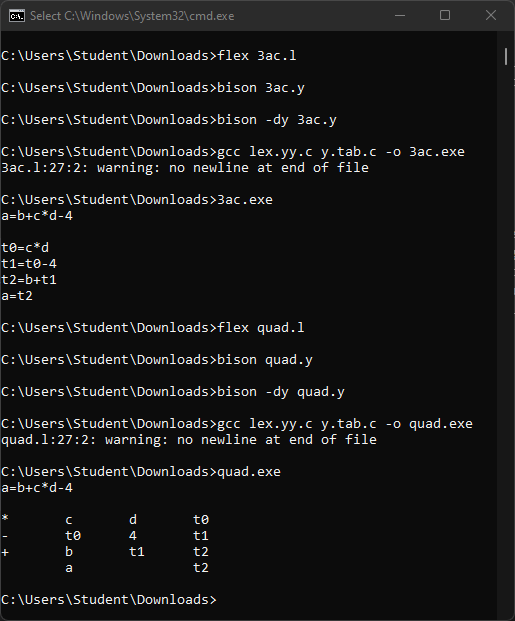 Select C:\Windows\System32\cmd.exe
C:\Users\Student\Downloads>flex 3ac.l
C:\Users\Student\Downloads>bison 3ac.y
C:\Users\Student\Downloads>bison -dy 3ac.y
C:\Users\Student\Downloads>gcc lex.yy.c y.tab.c -o 3ac.exe
3ac.l:27:2: warning: no newline at end of file
C:\Users\Student\Downloads>3ac.exe
a=b+c*d-4
t0=c*d
t1=t0-4
t2=b+t1
a=t2
C:\Users\Student\Downloads>flex quad.l
C:\Users\Student\Downloads>bison quad.y
C:\Users\Student\Downloads>bison -dy quad.y
C:\Users\Student\Downloads>gcc lex.yy.c y.tab.c -o quad.exe
quad.l:27:2: warning: no newline at end of file
C:\Users\Student\Downloads>quad.exe
a=b+c*d-4
* c d t0
- t0 4 t1
+ b t1 t2
a t2
C:\Users\Student\Downloads>